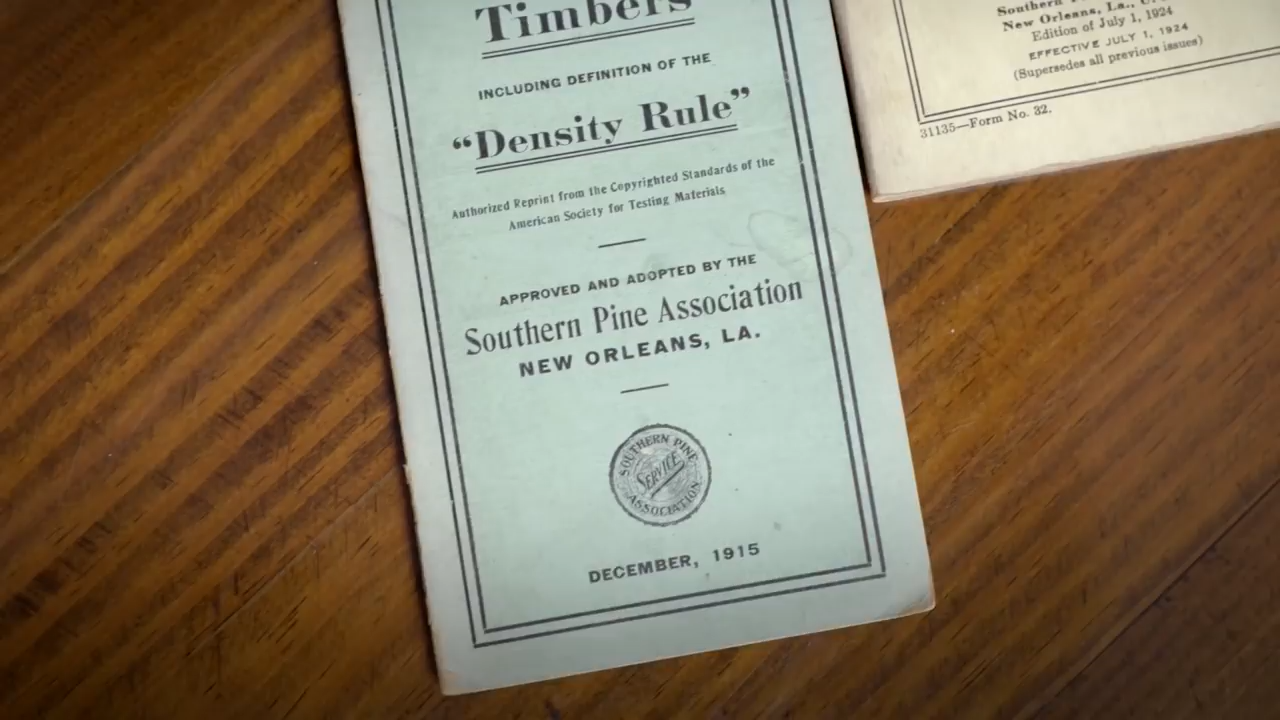 Timbers
INCLUDING DEFINITION OF THE
“Density Rule”
Authorized Reprint from the Copyrighted Standards of the
American Society for Testing Materials
APPROVED AND ADOPTED BY THE
Southern Pine Association
NEW ORLEANS, LA.
SOUTHERN PINE
SERVICE
ASSOCIATION
DECEMBER, 1915
Southern
New Orleans, La.,
Edition of July 1, 1924
EFFECTIVE JULY 1, 1924
(Supersedes all previous issues)
31135—Form No. 32.